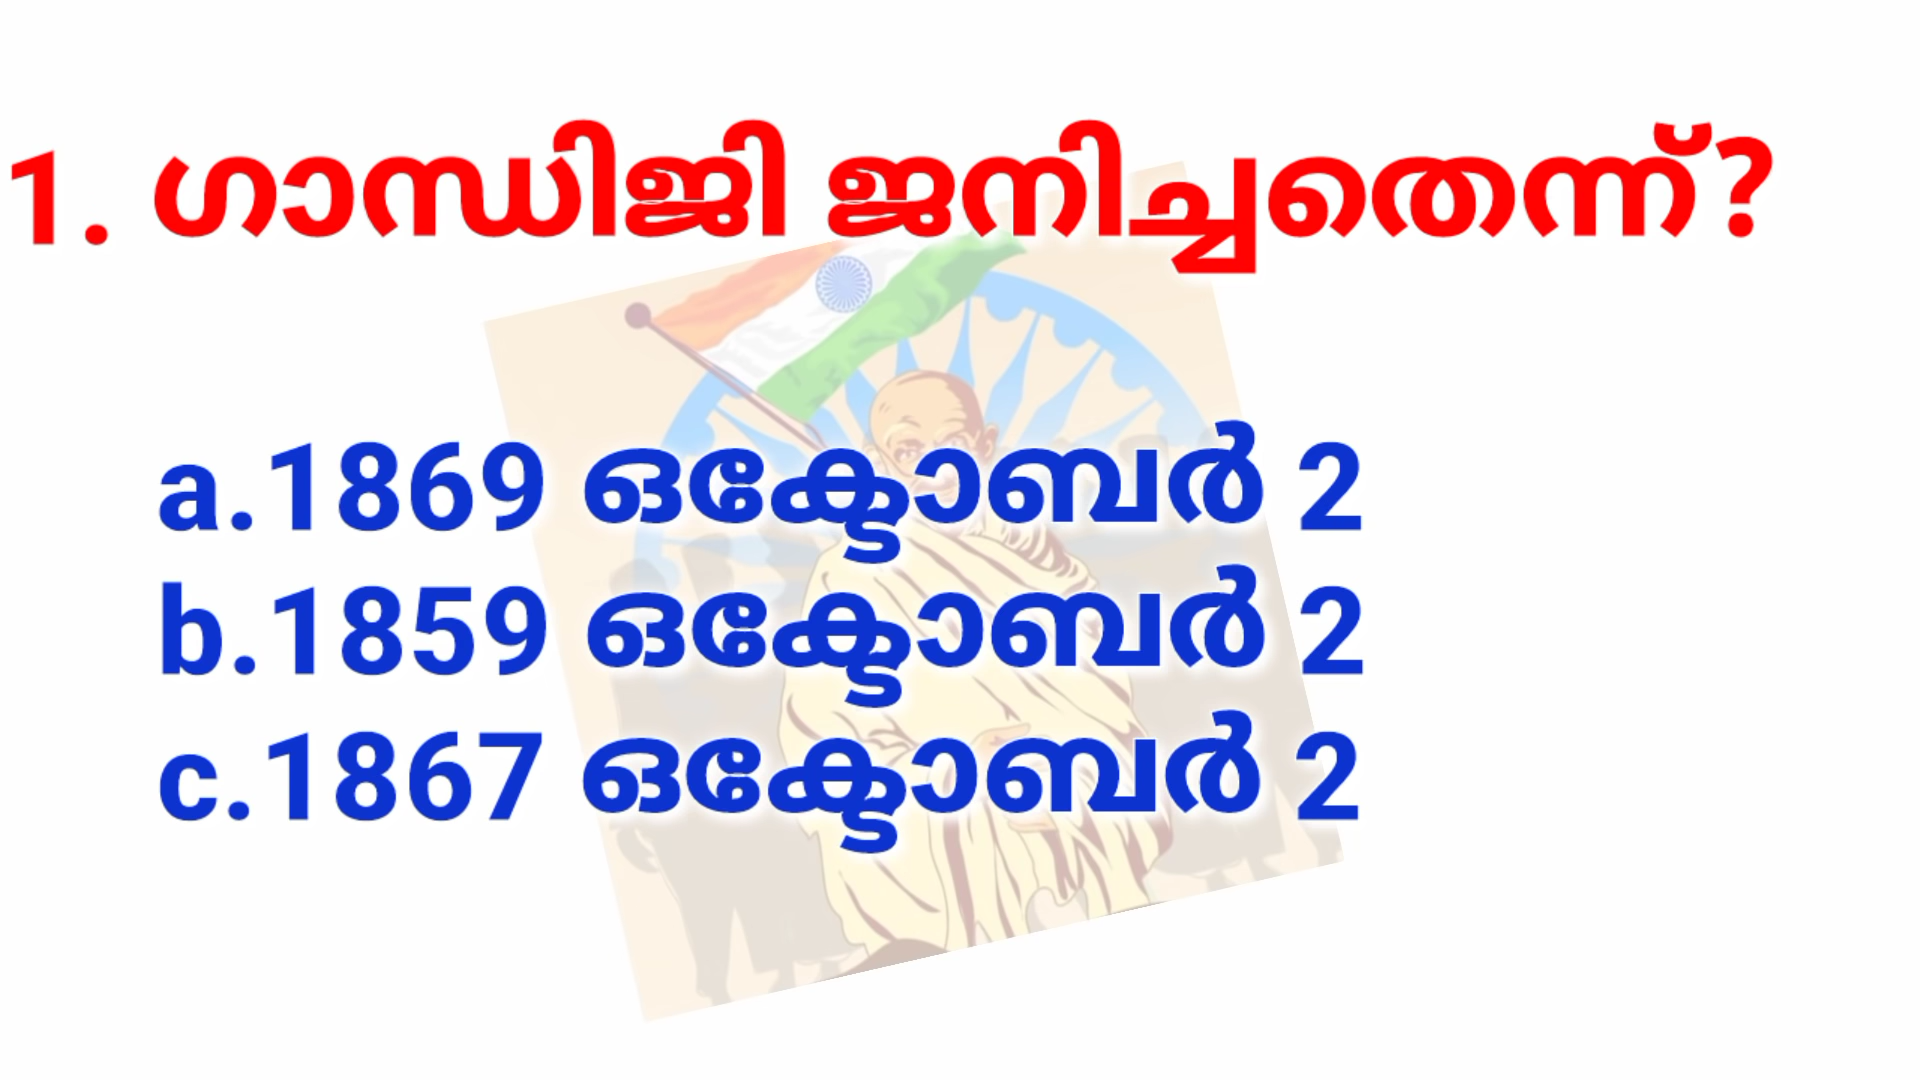 1. ഗാന്ധിജി ജനിച്ചതെന്ന്?
a.1869 ഒക്ടോബർ 2
b.1859 ഒക്ടോബർ 2
c.1867 ഒക്ടോബർ 2